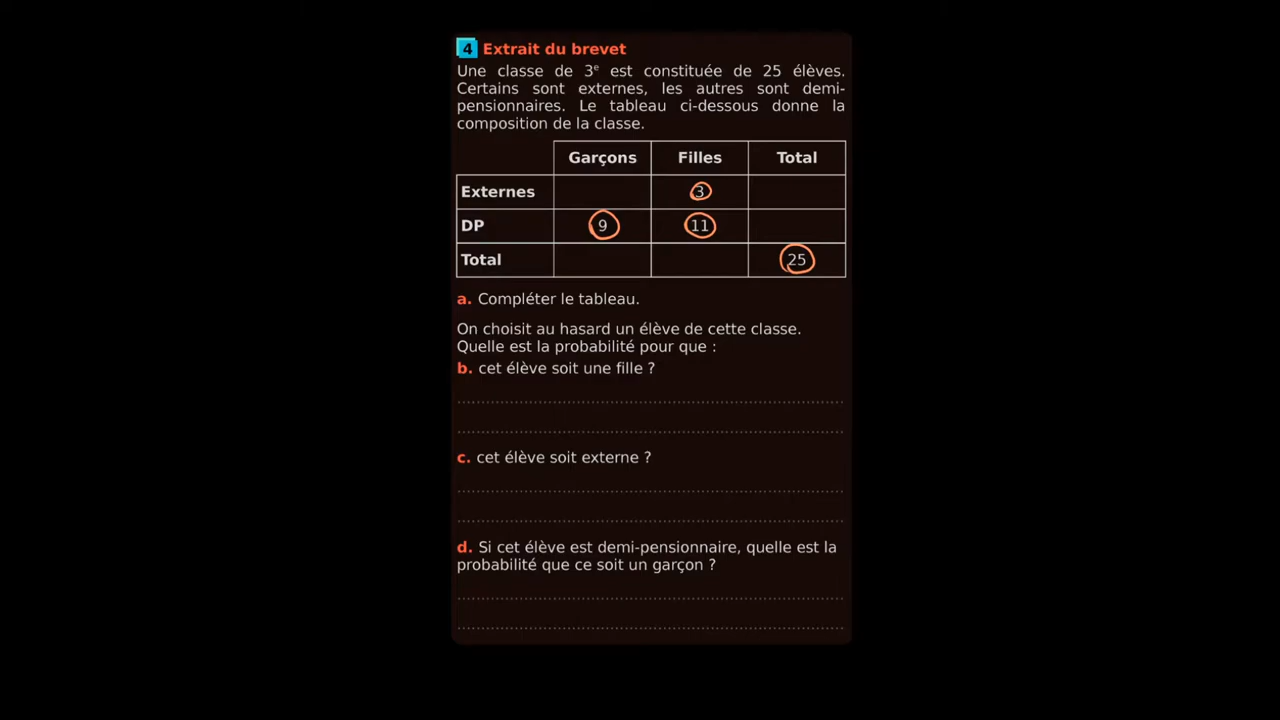 4 Extrait du brevet
Une classe de 3e est constituée de 25 élèves.
Certains sont externes, les autres sont demi-
pensionnaires. Le tableau ci-dessous donne la
composition de la classe.
Garçons Filles Total
Externes 3
DP 9 11
Total 25
a. Compléter le tableau.
On choisit au hasard un élève de cette classe.
Quelle est la probabilité pour que :
b. cet élève soit une fille ?
c. cet élève soit externe ?
d. Si cet élève est demi-pensionnaire, quelle est la
probabilité que ce soit un garçon ?